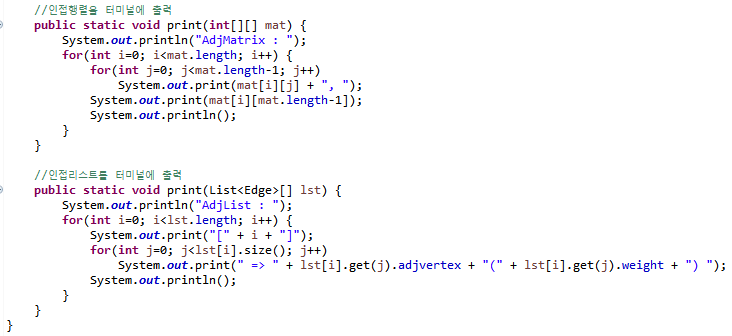 //인접행렬을 터미널에 출력
public static void print(int[][] mat) {
System.out.println("AdjMatrix : ");
for(int i=0; i<mat.length; i++) {
for(int j=0; j<mat.length-1; j++)
System.out.print(mat[i][j] + ", ");
System.out.print(mat[i][mat.length-1]);
System.out.println();
}
}
//인접리스트를 터미널에 출력
public static void print(List<Edge>[] lst) {
System.out.println("AdjList : ");
for(int i=0; i<lst.length; i++) {
System.out.print("[" + i + "]");
for(int j=0; j<lst[i].size(); j++)
System.out.print(" => " + lst[i].get(j).adjvertex + "(" + lst[i].get(j).weight + ") ");
System.out.println();
}
}
}